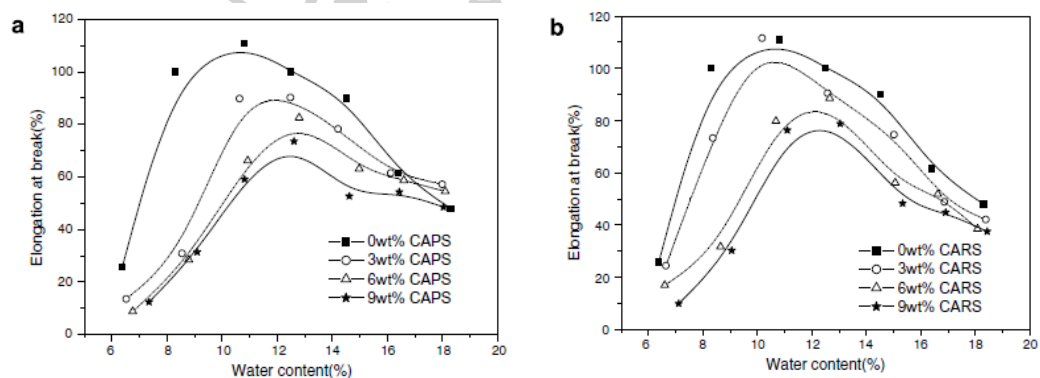 a
120
100
80
60
40
20
0
Elongation at break(%)
0wt% CAPS
3wt% CAPS
6wt% CAPS
9wt% CAPS
6 8 10 12 14 16 18 20
Water content(%)
b
120
100
80
60
40
20
0
Elongation at break(%)
0wt% CARS
3wt% CARS
6wt% CARS
9wt% CARS
6 8 10 12 14 16 18 20
Water content(%)